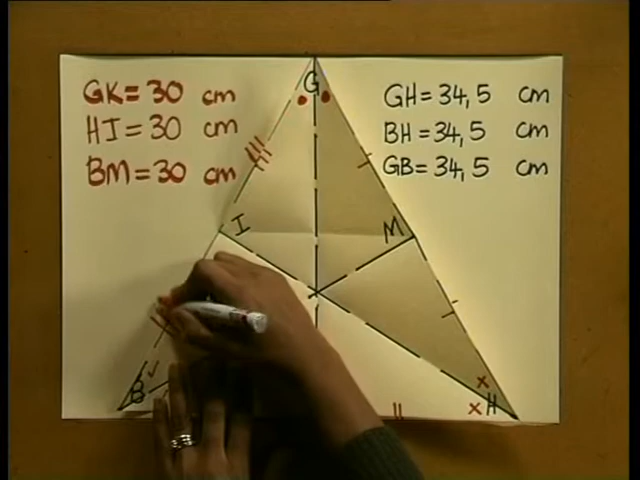 GK=30 cm
HI=30 cm
BM=30 cm
GH=34,5 cm
BH=34,5 cm
GB=34,5 cm
G
I
M
B
H